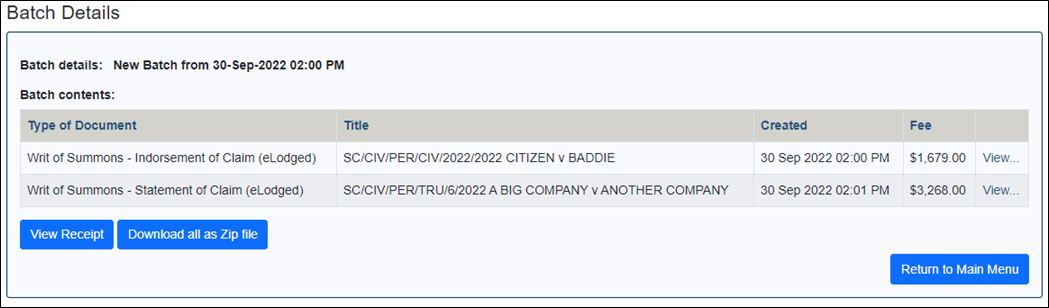 Batch Details
Batch details: New Batch from 30-Sep-2022 02:00 PM
Batch contents:
Type of Document Title Created Fee
Writ of Summons - Indorsement of Claim (eLodged) SC/CIV/PER/CIV/2022/2022 CITIZEN v BADDIE 30 Sep 2022 02:00 PM $1,679.00 View...
Writ of Summons - Statement of Claim (eLodged) SC/CIV/PER/TRU/6/2022 A BIG COMPANY v ANOTHER COMPANY 30 Sep 2022 02:01 PM $3,268.00 View...
View Receipt Download all as Zip file
Return to Main Menu